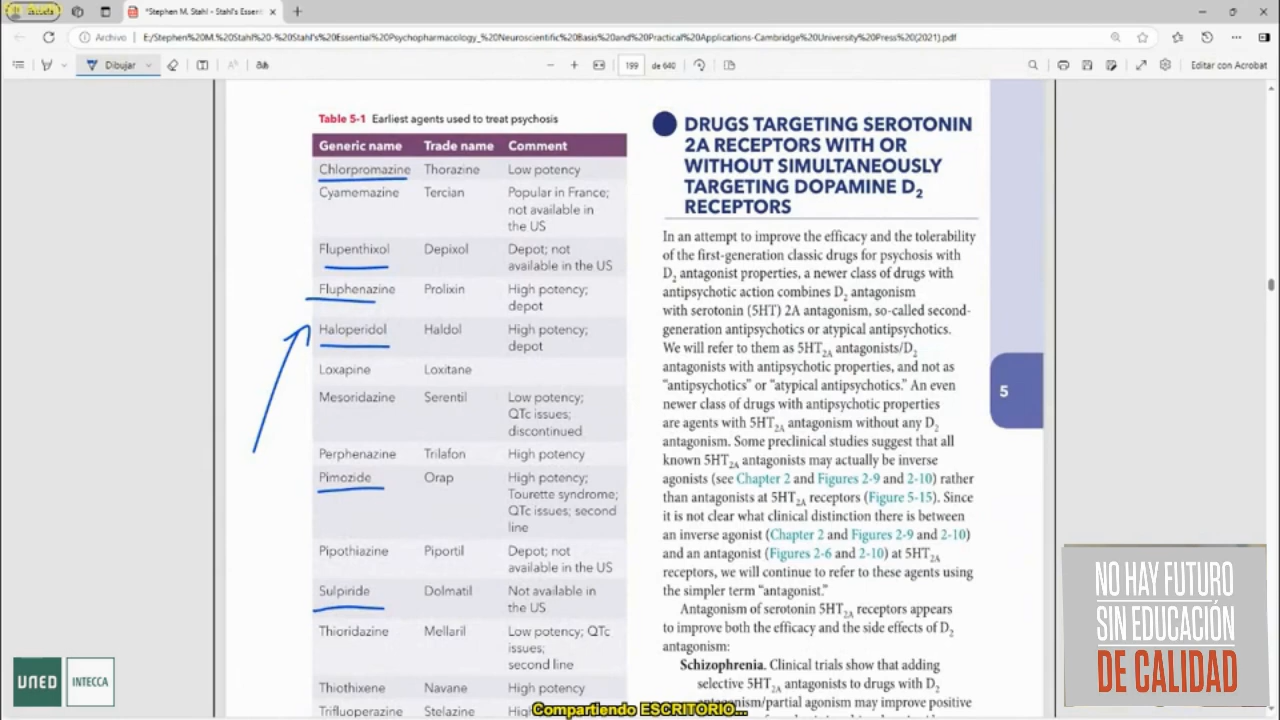 Escuela
*Stephen M. Stahl - Stahl's Essen
Archivo
E:/Stephen%20M.%20Stahl%20-%20Stahl's%20Essential%20Psychopharmacology_%20Neuroscientific%20Basis%20and%20Practical%20Applications-Cambridge%20University%20Press%20(2021).pdf
Dibujar
199
de 640
Editar con Acrobat
Table 5-1 Earliest agents used to treat psychosis
Generic name Trade name Comment
Chlorpromazine Thorazine Low potency
Cyamemazine Tercian Popular in France;
not available in
the US
Flupenthixol Depixol Depot; not
available in the US
Fluphenazine Prolixin High potency;
depot
Haloperidol Haldol High potency;
depot
Loxapine Loxitane
Mesoridazine Serentil Low potency;
QTc issues;
discontinued
Perphenazine Trilafon High potency
Pimozide Orap High potency;
Tourette syndrome;
QTc issues; second
line
Pipothiazine Piportil Depot; not
available in the US
Sulpiride Dolmatil Not available in
the US
Thioridazine Mellaril Low potency; QTc
issues;
second line
Thiothixene Navane High potency
Trifluoperazine Stelazine
DRUGS TARGETING SEROTONIN
2A RECEPTORS WITH OR
WITHOUT SIMULTANEOUSLY
TARGETING DOPAMINE D2
RECEPTORS
In an attempt to improve the efficacy and the tolerability
of the first-generation classic drugs for psychosis with
D2 antagonist properties, a newer class of drugs with
antipsychotic action combines D2 antagonism
with serotonin (5HT) 2A antagonism, so-called second-
generation antipsychotics or atypical antipsychotics.
We will refer to them as 5HT2A antagonists/D2
antagonists with antipsychotic properties, and not as
“antipsychotics” or “atypical antipsychotics.” An even
newer class of drugs with antipsychotic properties
are agents with 5HT2A antagonism without any D2
antagonism. Some preclinical studies suggest that all
known 5HT2A antagonists may actually be inverse
agonists (see Chapter 2 and Figures 2-9 and 2-10) rather
than antagonists at 5HT2A receptors (Figure 5-15). Since
it is not clear what clinical distinction there is between
an inverse agonist (Chapter 2 and Figures 2-9 and 2-10)
and an antagonist (Figures 2-6 and 2-10) at 5HT2A
receptors, we will continue to refer to these agents using
the simpler term “antagonist.”
Antagonism of serotonin 5HT2A receptors appears
to improve both the efficacy and the side effects of D2
antagonism:
Schizophrenia. Clinical trials show that adding
selective 5HT2A antagonists to drugs with D2
antagonism/partial agonism may improve positive
5
NO HAY FUTURO
SIN EDUCACIÓN
DE CALIDAD
UNED
INTECCA
Compartiendo ESCRITORIO...